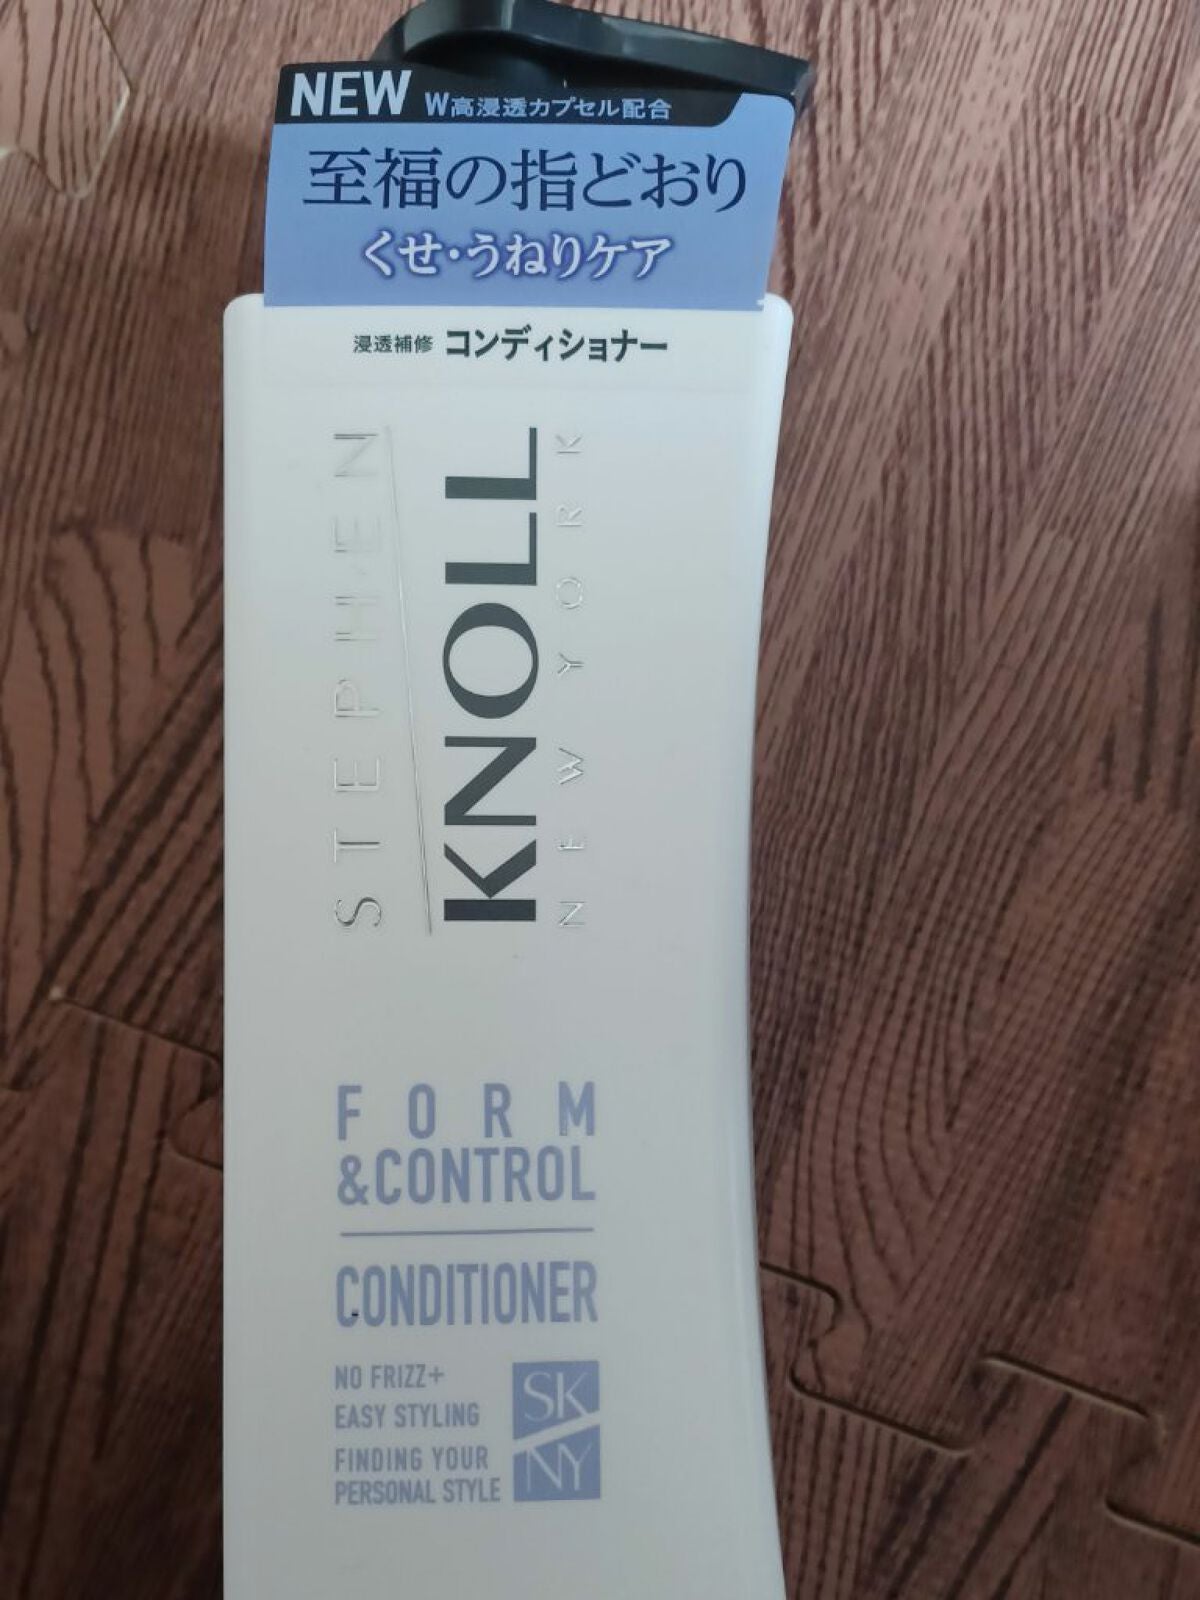 NEW W高浸透カプセル配合
至福の指どおり
くせ・うねりケア
浸透補修 コンディショナー
STEPHEN
KNOLL
NEW YORK
FORM
&CONTROL
CONDITIONER
NO FRIZZ+
EASY STYLING
FINDING YOUR
PERSONAL STYLE
SK
NY